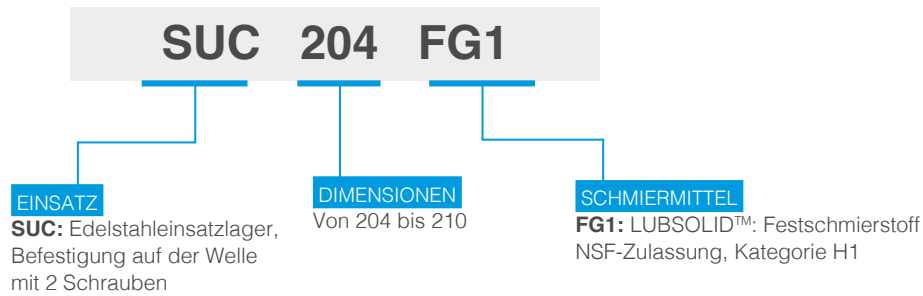 SUC 204 FG1
EINSATZ
SUC: Edelstahleinsatzlager,
Befestigung auf der Welle
mit 2 Schrauben
DIMENSIONEN
Von 204 bis 210
SCHMIERMITTEL
FG1: LUBSOLID™: Festschmierstoff
NSF-Zulassung, Kategorie H1